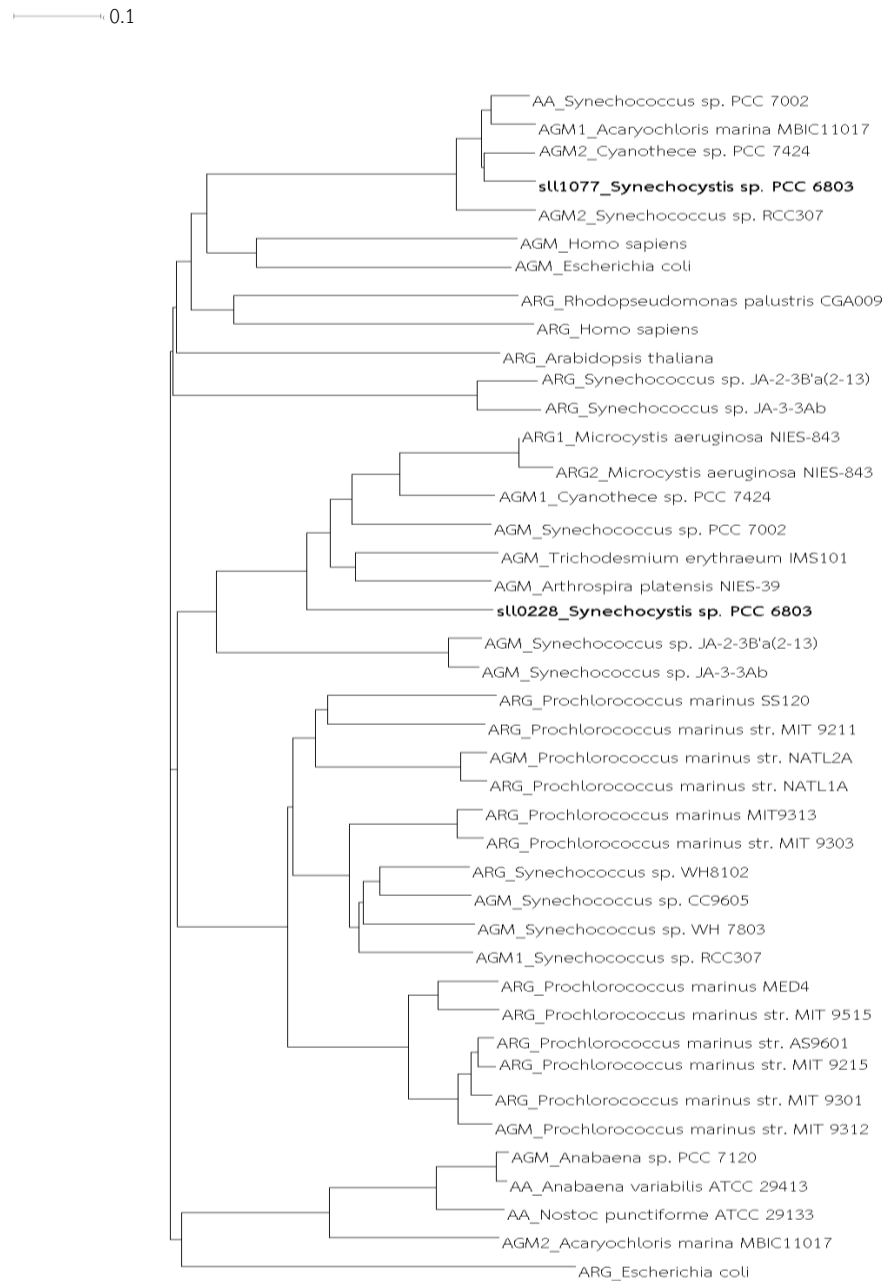 0.1
AA_Synechococcus sp. PCC 7002
AGM1_Acaryochloris marina MBIC11017
AGM2_Cyanothece sp. PCC 7424
sll1077_Synechocystis sp. PCC 6803
AGM2_Synechococcus sp. RCC307
AGM_Homo sapiens
AGM_Escherichia coli
ARG_Rhodopseudomonas palustris CGA009
ARG_Homo sapiens
ARG_Arabidopsis thaliana
ARG_Synechococcus sp. JA-2-3B'a(2-13)
ARG_Synechococcus sp. JA-3-3Ab
ARG1_Microcystis aeruginosa NIES-843
ARG2_Microcystis aeruginosa NIES-843
AGM1_Cyanothece sp. PCC 7424
AGM_Synechococcus sp. PCC 7002
AGM_Trichodesmium erythraeum IMS101
AGM_Arthrospira platensis NIES-39
sll0228_Synechocystis sp. PCC 6803
AGM_Synechococcus sp. JA-2-3B'a(2-13)
AGM_Synechococcus sp. JA-3-3Ab
ARG_Prochlorococcus marinus SS120
ARG_Prochlorococcus marinus str. MIT 9211
AGM_Prochlorococcus marinus str. NATL2A
ARG_Prochlorococcus marinus str. NATL1A
ARG_Prochlorococcus marinus MIT9313
ARG_Prochlorococcus marinus str. MIT 9303
ARG_Synechococcus sp. WH8102
AGM_Synechococcus sp. CC9605
AGM_Synechococcus sp. WH 7803
AGM1_Synechococcus sp. RCC307
ARG_Prochlorococcus marinus MED4
ARG_Prochlorococcus marinus str. MIT 9515
ARG_Prochlorococcus marinus str. AS9601
ARG_Prochlorococcus marinus str. MIT 9215
ARG_Prochlorococcus marinus str. MIT 9301
AGM_Prochlorococcus marinus str. MIT 9312
AGM_Anabaena sp. PCC 7120
AA_Anabaena variabilis ATCC 29413
AA_Nostoc punctiforme ATCC 29133
AGM2_Acaryochloris marina MBIC11017
ARG_Escherichia coli